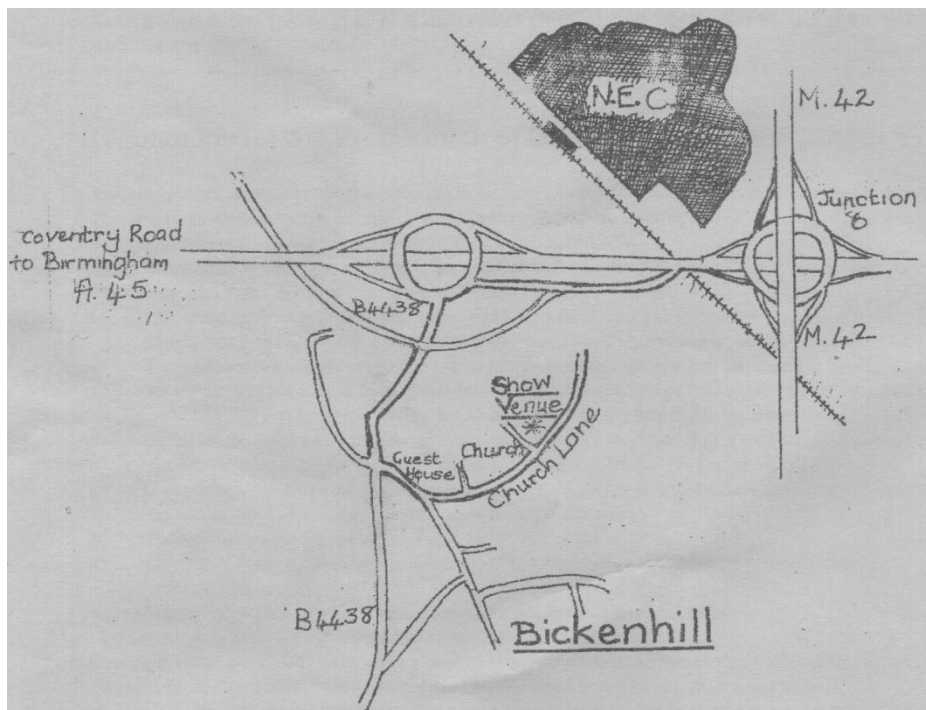 N.E.C.
M.42
Junction
8
Coventry Road
to Birmingham
A.45
B4438
M.42
Show
Venue
Church
Guest
House
Church Lane
B4438
Bickenhill